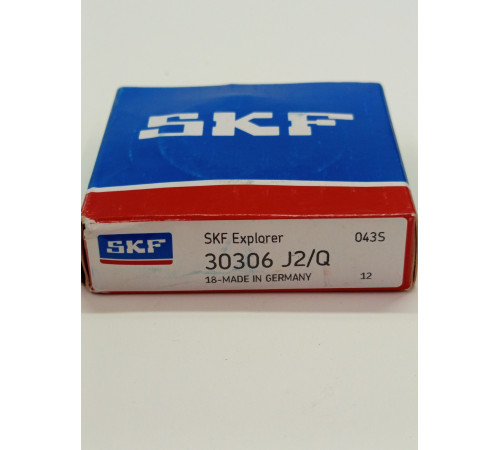 SKF
SKF
SKF Explorer 043S
30306 J2/Q
18-MADE IN GERMANY 12